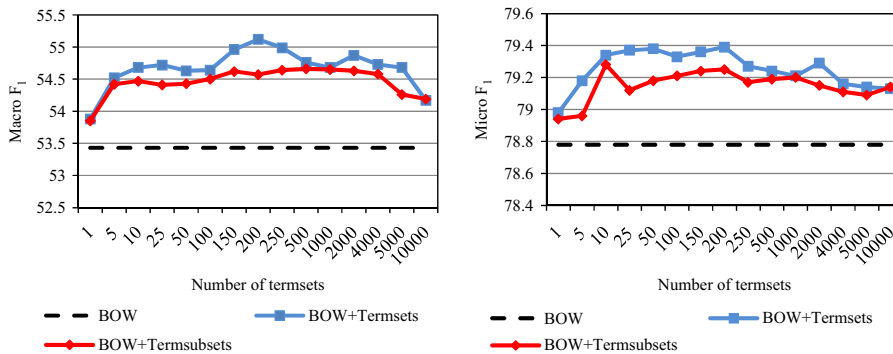 55.5
55
54.5
54
53.5
53
52.5
Macro F1
1 5 10 25 50 100 150 200 250 500 1000 2000 4000 5000 10000
Number of termsets
BOW
BOW+Termsets
BOW+Termsubsets
79.6
79.4
79.2
79
78.8
78.6
78.4
Micro F1
1 5 10 25 50 100 150 200 250 500 1000 2000 4000 5000 10000
Number of termsets
BOW
BOW+Termsets
BOW+Termsubsets